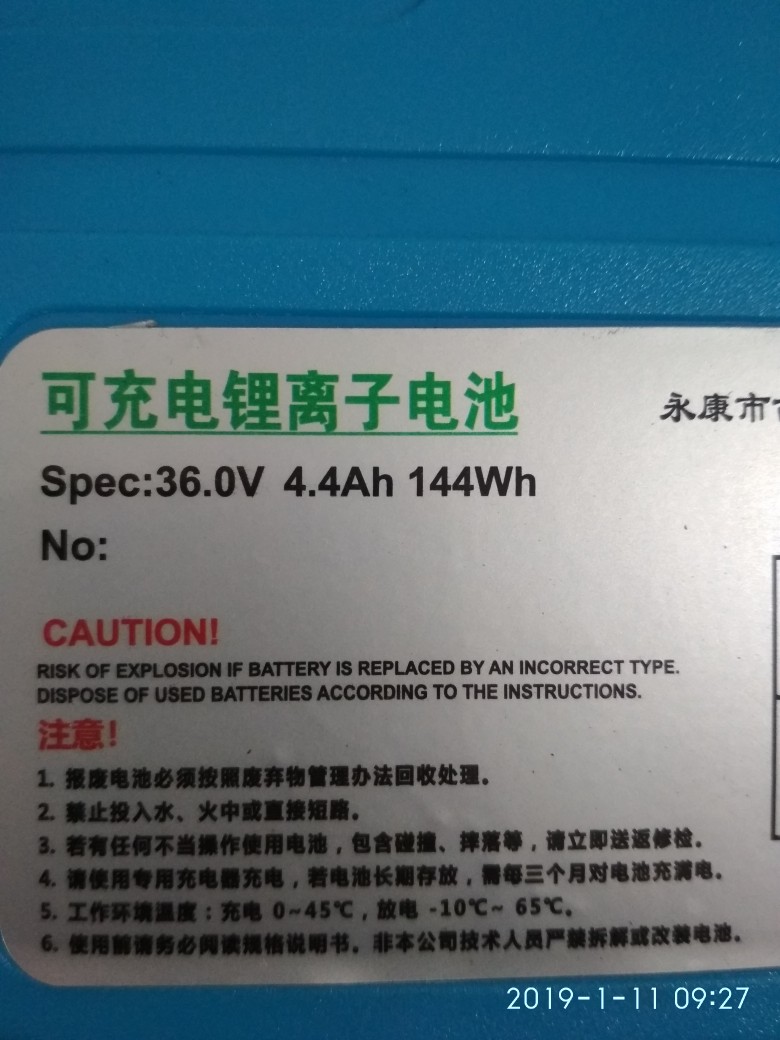 可充电锂离子电池
永康市
Spec:36.0V 4.4Ah 144Wh
No:
CAUTION!
RISK OF EXPLOSION IF BATTERY IS REPLACED BY AN INCORRECT TYPE.
DISPOSE OF USED BATTERIES ACCORDING TO THE INSTRUCTIONS.
注意!
1. 报废电池必须按照废弃物管理办法回收处理。
2. 禁止投入水、火中或直接短路。
3. 若有任何不当操作使用电池，包含碰撞、摔落等，请立即送返修检。
4. 请使用专用充电器充电，若电池长期存放，需每三个月对电池充满电。
5. 工作环境温度：充电 0~45℃，放电 -10℃~ 65℃。
6. 使用前请务必阅读规格说明书。非本公司技术人员严禁拆解或改装电池。
2019-1-11 09:27